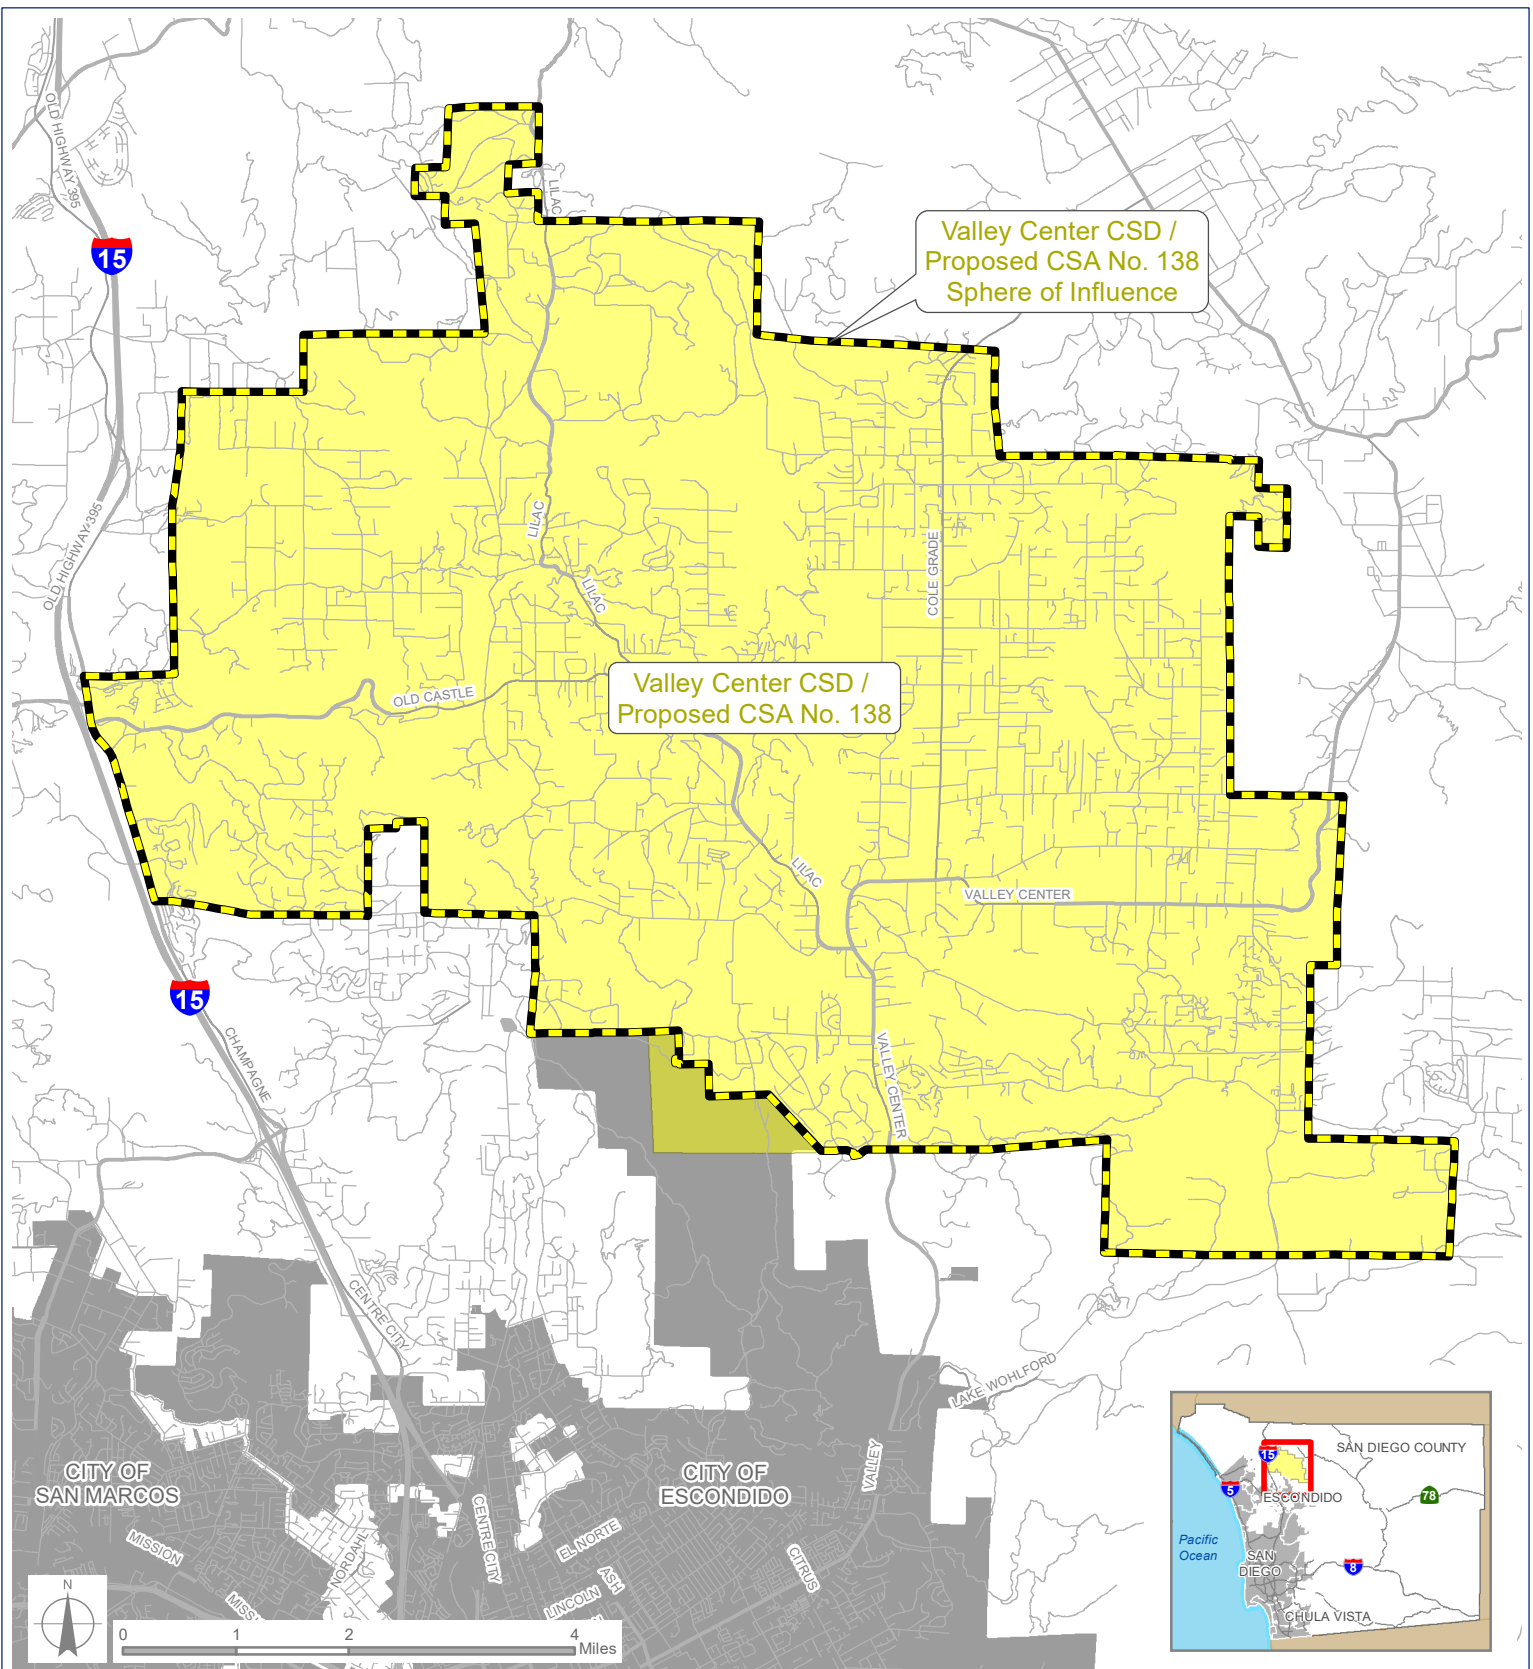 OLD HIGHWAY 395
15
LILAC
Valley Center CSD /
Proposed CSA No. 138
Sphere of Influence
OLD HIGHWAY 395
LILAC
LILAC
COLE GRADE
OLD CASTLE
Valley Center CSD /
Proposed CSA No. 138
LILAC
VALLEY CENTER
15
CHAMPAGNE
VALLEY CENTER
CENTRE CITY
LAKE WOHLFORD
CITY OF
SAN MARCOS
CITY OF
ESCONDIDO
VALLEY
MISSION
NORDAHL
CENTRE CITY
EL NORTE
ASH
LINCOLN
CITRUS
N
0 1 2 4
Miles
15
SAN DIEGO COUNTY
5
ESCONDIDO
78
Pacific
Ocean
SAN
DIEGO
8
CHULA VISTA